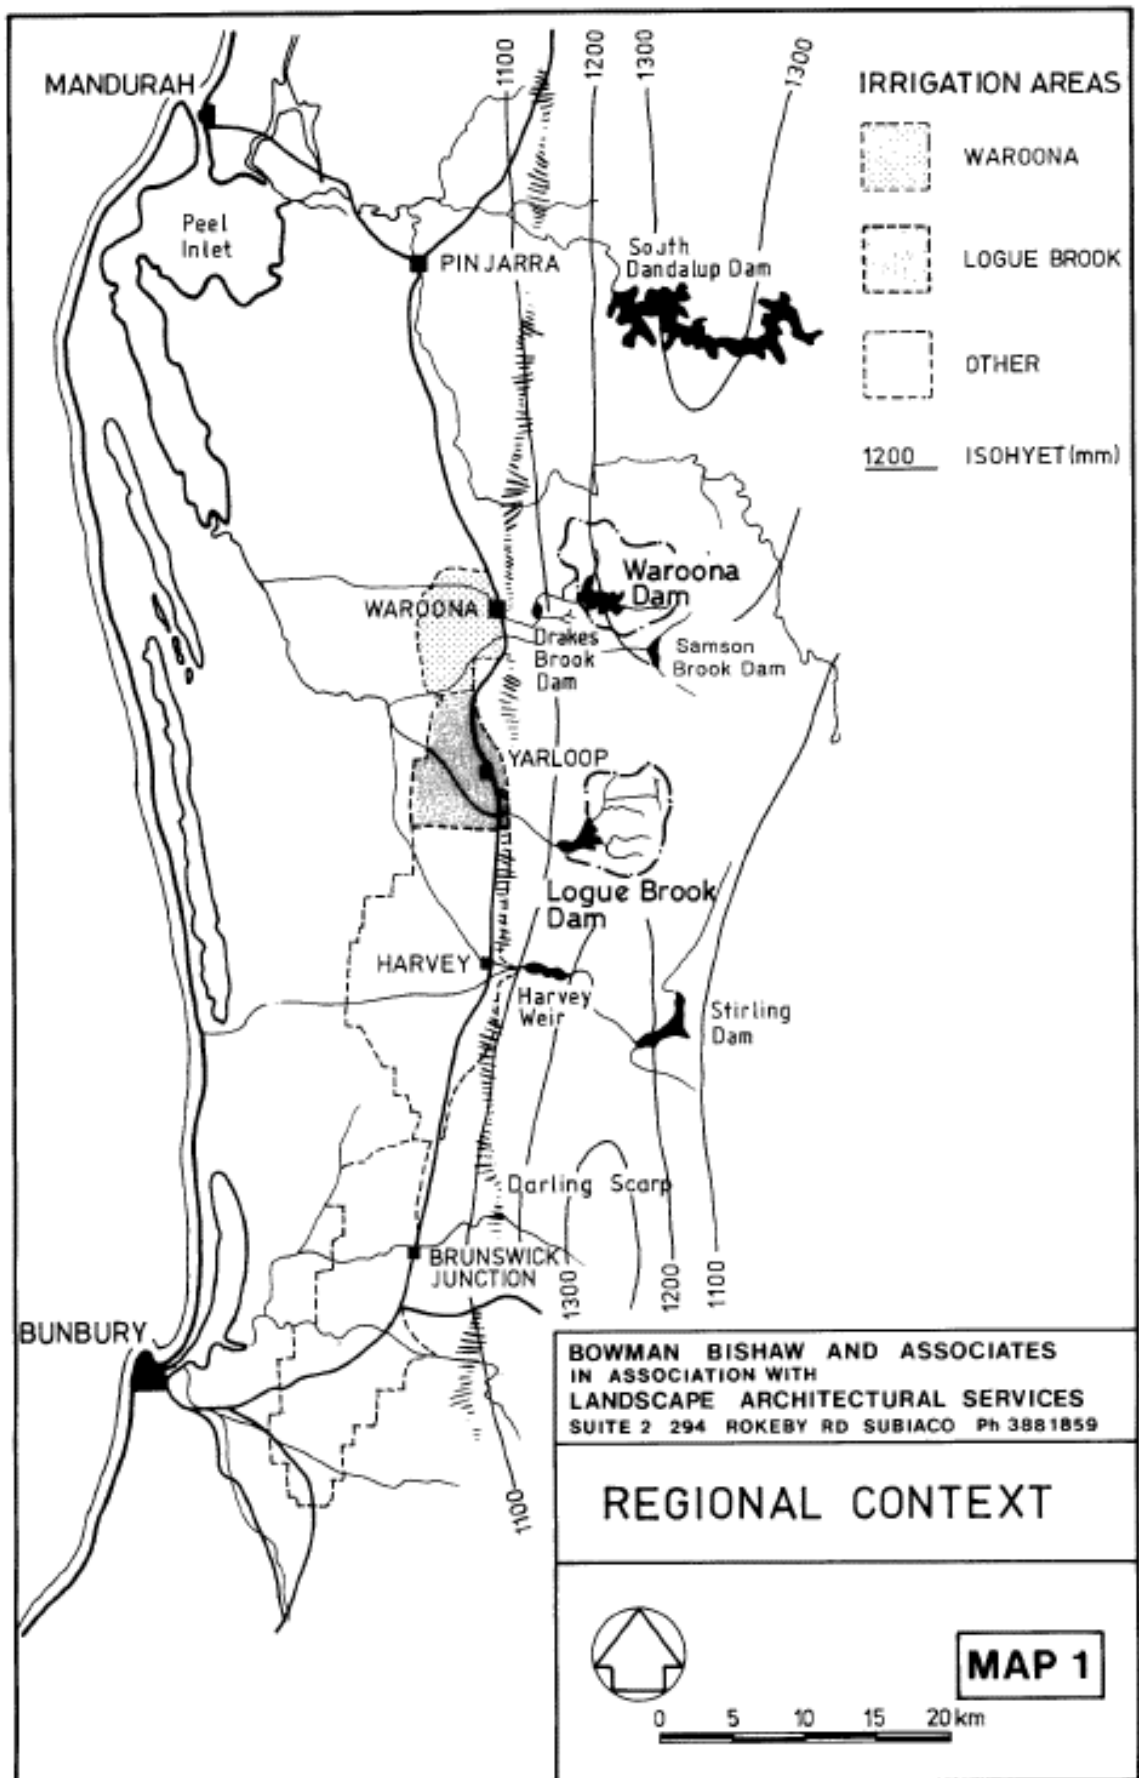 MANDURAH
1100
1200
1300
1300
IRRIGATION AREAS
WAROONA
LOGUE BROOK
OTHER
1200 ISOHYET (mm)
Peel
Inlet
PINJARRA
South
Dandalup Dam
Waroona
Dam
WAROONA
Drakes
Brook
Dam
Samson
Brook Dam
YARLOOP
Logue Brook
Dam
HARVEY
Harvey
Weir
Stirling
Dam
Darling Scarp
BRUNSWICK
JUNCTION
1300
1200
1100
BUNBURY
1100
BOWMAN BISHAW AND ASSOCIATES
IN ASSOCIATION WITH
LANDSCAPE ARCHITECTURAL SERVICES
SUITE 2 294 ROKEBY RD SUBIACO Ph 3881859
REGIONAL CONTEXT
MAP 1
0 5 10 15 20 km